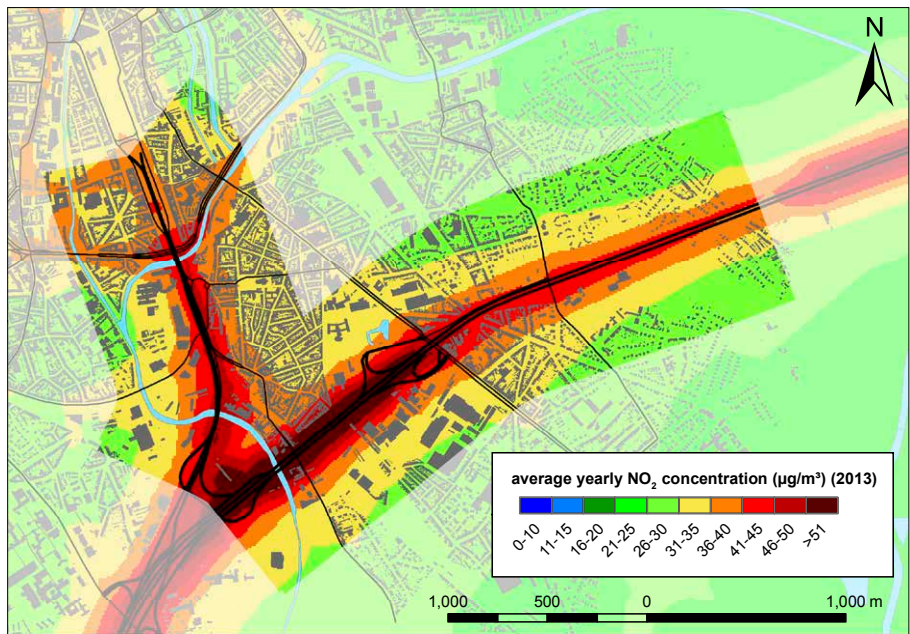 N
average yearly NO₂ concentration (µg/m³) (2013)
0-10 11-15 16-20 21-25 26-30 31-35 36-40 41-45 46-50 >51
1,000 500 0 1,000 m